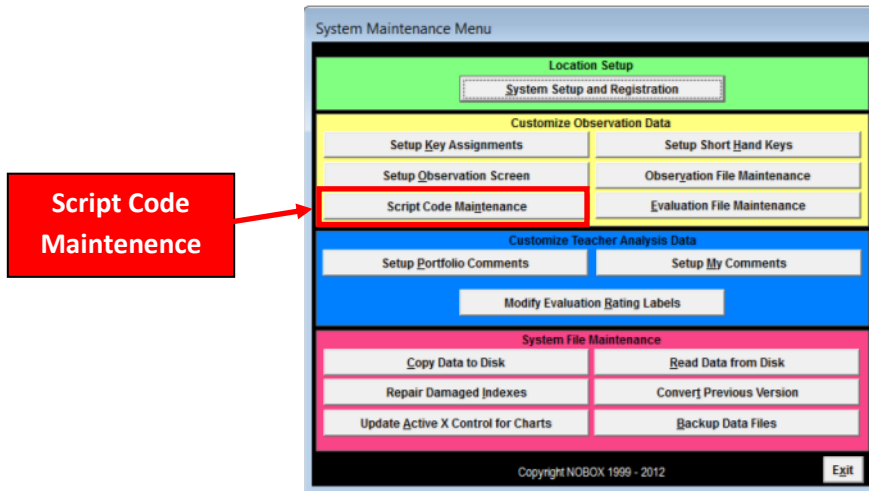 System Maintenance Menu
Location Setup
System Setup and Registration
Customize Observation Data
Setup Key Assignments
Setup Short Hand Keys
Setup Observation Screen
Observation File Maintenance
Script Code Maintenance
Evaluation File Maintenance
Script Code
Maintenence
Customize Teacher Analysis Data
Setup Portfolio Comments
Setup My Comments
Modify Evaluation Rating Labels
System File Maintenance
Copy Data to Disk
Read Data from Disk
Repair Damaged Indexes
Convert Previous Version
Update Active X Control for Charts
Backup Data Files
Copyright NOBOX 1999 - 2012
Exit